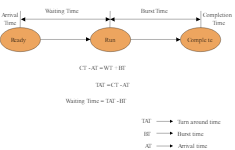 Arrival Time
Waiting Time
Burst Time
Completion Time
Ready
Run
Complete
CT - AT = WT - BT
TAT = CT - AT
Waiting Time = TAT - BT
TAT Turn around time
BT Burst time
AT Arrival time